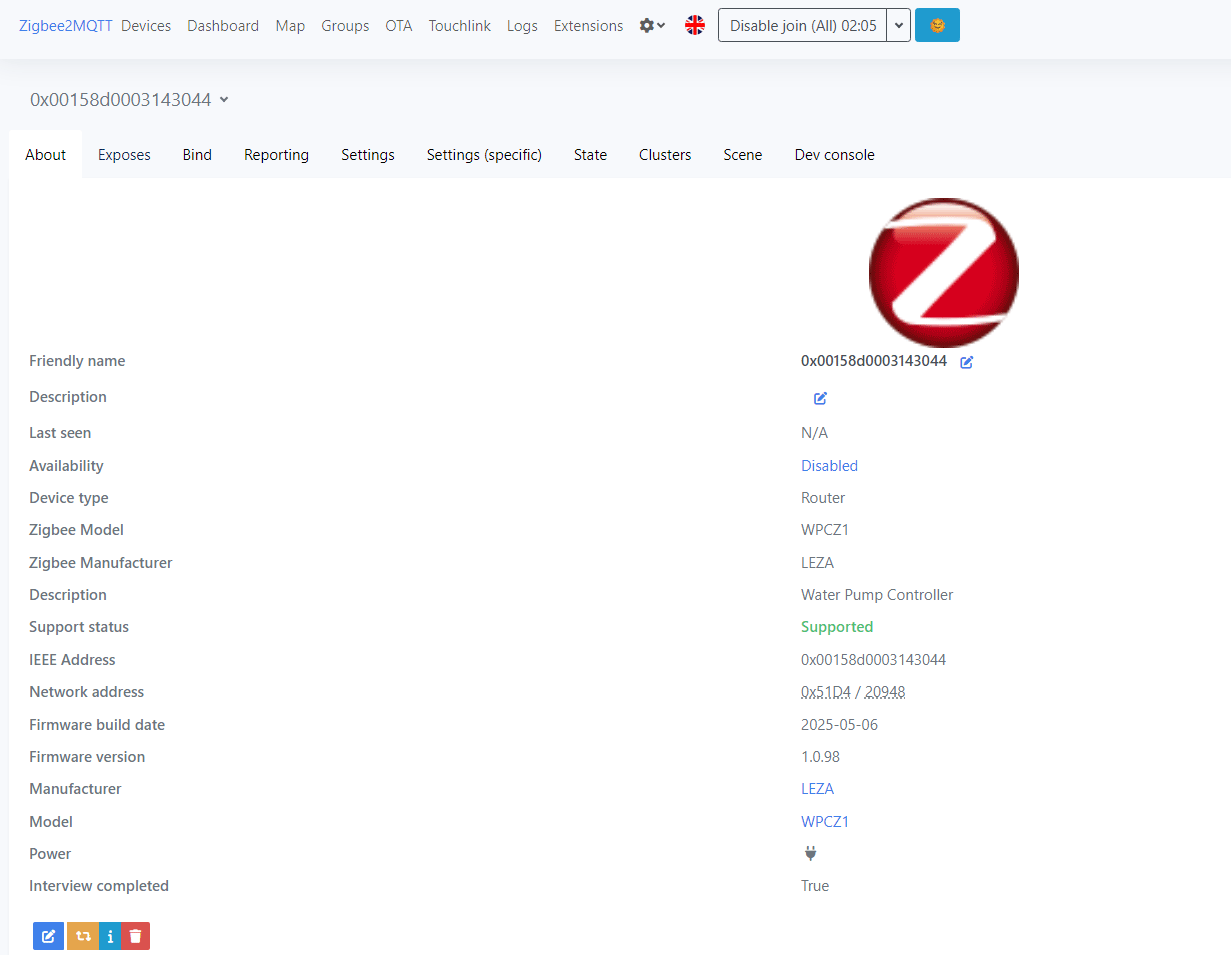 Zigbee2MQTT Devices Dashboard Map Groups OTA Touchlink Logs Extensions Disable join (All) 02:05
0x00158d0003143044
About Exposes Bind Reporting Settings Settings (specific) State Clusters Scene Dev console
Z
Friendly name 0x00158d0003143044
Description
Last seen N/A
Availability Disabled
Device type Router
Zigbee Model WPCZ1
Zigbee Manufacturer LEZA
Description Water Pump Controller
Support status Supported
IEEE Address 0x00158d0003143044
Network address 0x51D4 / 20948
Firmware build date 2025-05-06
Firmware version 1.0.98
Manufacturer LEZA
Model WPCZ1
Power
Interview completed True